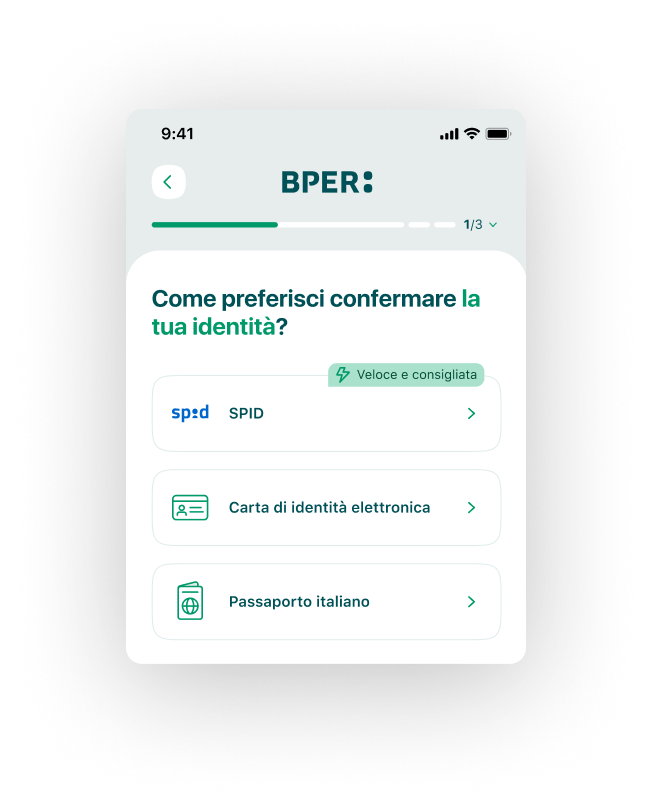 9:41
BPER:
1/3
Come preferisci confermare la
tua identità?
Veloce e consigliata
spid
SPID
Carta di identità elettronica
Passaporto italiano